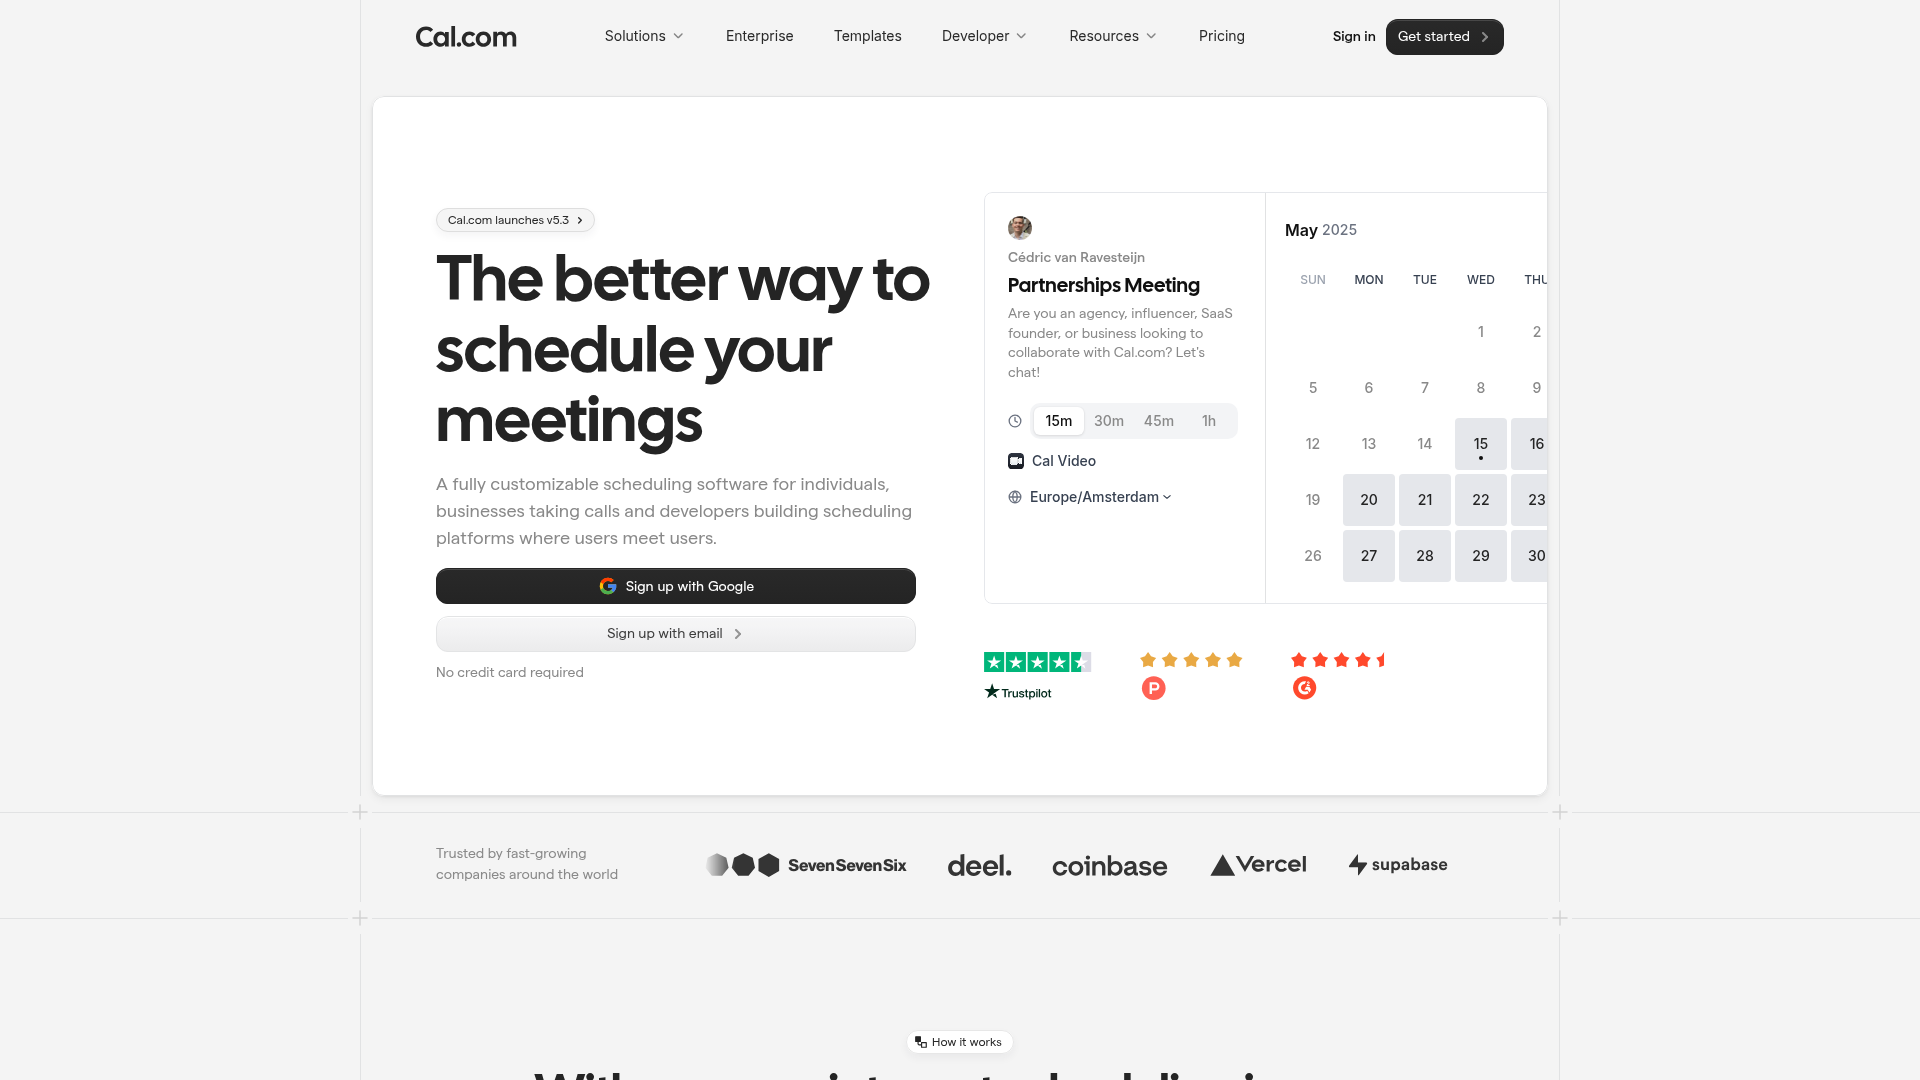 Cal.com
Solutions
Enterprise
Templates
Developer
Resources
Pricing
Sign in
Get started
Cal.com launches v5.3
The better way to
schedule your
meetings
A fully customizable scheduling software for individuals,
businesses taking calls and developers building scheduling
platforms where users meet users.
Sign up with Google
Sign up with email
No credit card required
Cédric van Ravesteijn
Partnerships Meeting
Are you an agency, influencer, SaaS
founder, or business looking to
collaborate with Cal.com? Let's
chat!
15m 30m 45m 1h
Cal Video
Europe/Amsterdam
May 2025
SUN MON TUE WED THU
1 2
5 6 7 8 9
12 13 14 15 16
19 20 21 22 23
26 27 28 29 30
Trustpilot
Trusted by fast-growing
companies around the world
SevenSevenSix
deel.
coinbase
Vercel
supabase
How it works